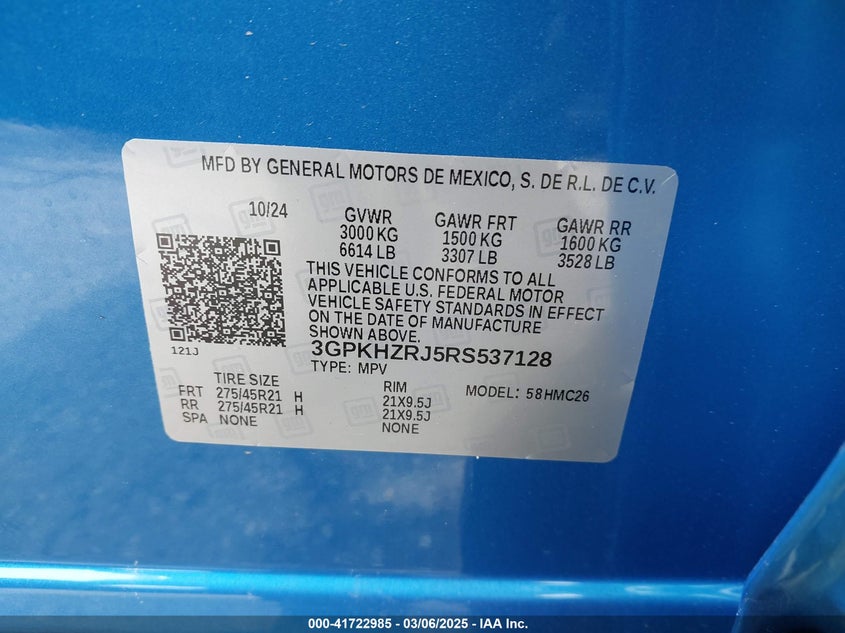 MFD BY GENERAL MOTORS DE MEXICO, S. DE R.L. DE C.V.
10/24 GVWR GAWR FRT GAWR RR
3000 KG 1500 KG 1600 KG
6614 LB 3307 LB 3528 LB
THIS VEHICLE CONFORMS TO ALL
APPLICABLE U.S. FEDERAL MOTOR
VEHICLE SAFETY STANDARDS IN EFFECT
ON THE DATE OF MANUFACTURE
SHOWN ABOVE.
121J
3GPKHZRJ5RS537128
TYPE: MPV
TIRE SIZE RIM MODEL: 58HMC26
FRT 275/45R21 H 21X9.5J
RR 275/45R21 H 21X9.5J
SPA NONE NONE
000-41722985 - 03/06/2025 - IAA Inc.